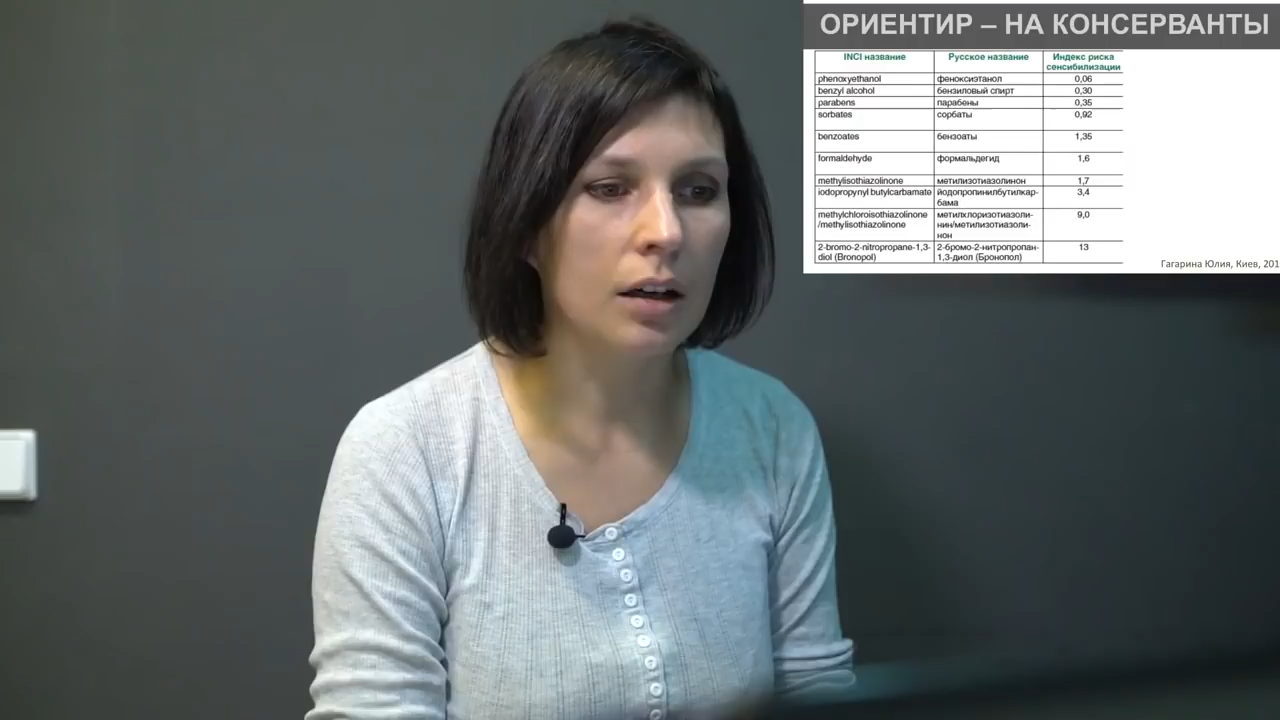 ОРИЕНТИР – НА КОНСЕРВАНТЫ
INCI название Русское название Индекс риска
сенсибилизации
phenoxyethanol феноксиэтанол 0,06
benzyl alcohol бензиловый спирт 0,30
parabens парабены 0,35
sorbates сорбаты 0,92
benzoates бензоаты 1,35
formaldehyde формальдегид 1,6
methylisothiazolinone метилизотиазолинон 1,7
iodopropynyl butylcarbamate йодопропинилбутилкар- 3,4
бама
methylchloroisothiazolinone метилхлоризотиазоли- 9,0
/methylisothiazolinone нин/метилизотиазоли-
нон
2-bromo-2-nitropropane-1,3- 2-бромо-2-нитропропан- 13
diol (Bronopol) 1,3-диол (Бронопол)
Гагарина Юлия, Киев, 201